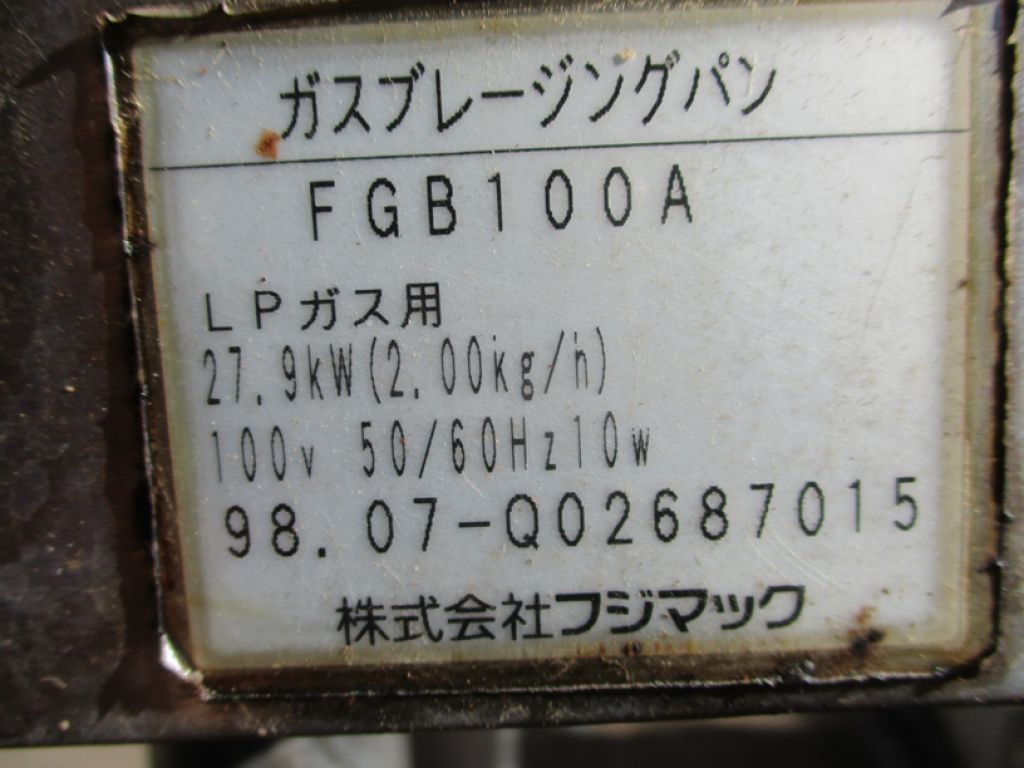 ガスブレージングパン
FGB100A
LPガス用
27.9kW(2.00kg/h)
100v 50/60Hz10w
98.07-Q02687015
株式会社フジマック